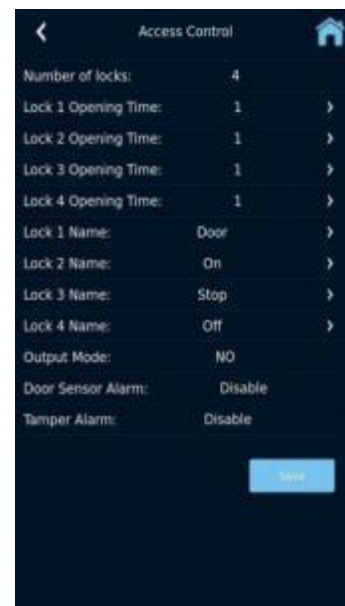 Access Control
Number of locks: 4
Lock 1 Opening Time: 1
Lock 2 Opening Time: 1
Lock 3 Opening Time: 1
Lock 4 Opening Time: 1
Lock 1 Name: Door
Lock 2 Name: On
Lock 3 Name: Stop
Lock 4 Name: Off
Output Mode: NO
Door Sensor Alarm: Disable
Tamper Alarm: Disable
Save